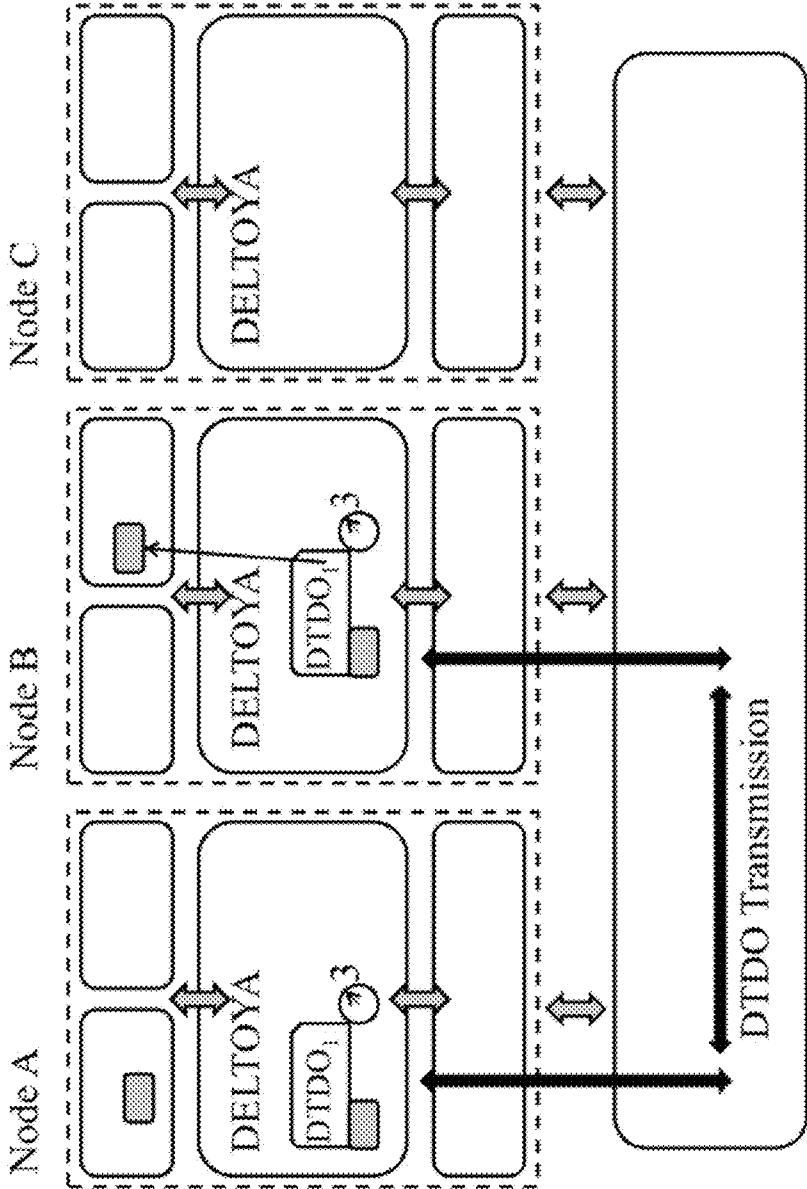 Node A
DELTOYA
DTDO1
3
Node B
DELTOYA
DTDO1
3
Node C
DELTOYA
DTDO Transmission